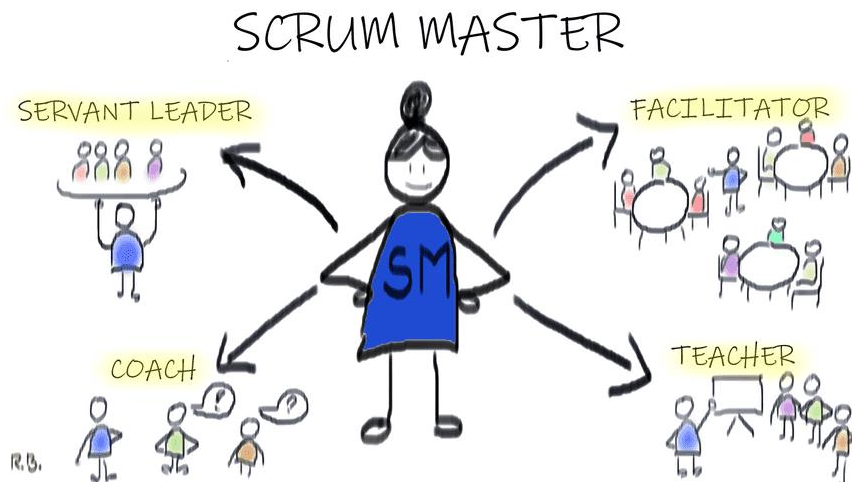 SCRUM MASTER
SERVANT LEADER
FACILITATOR
SM
COACH
!
?
TEACHER
R.B.